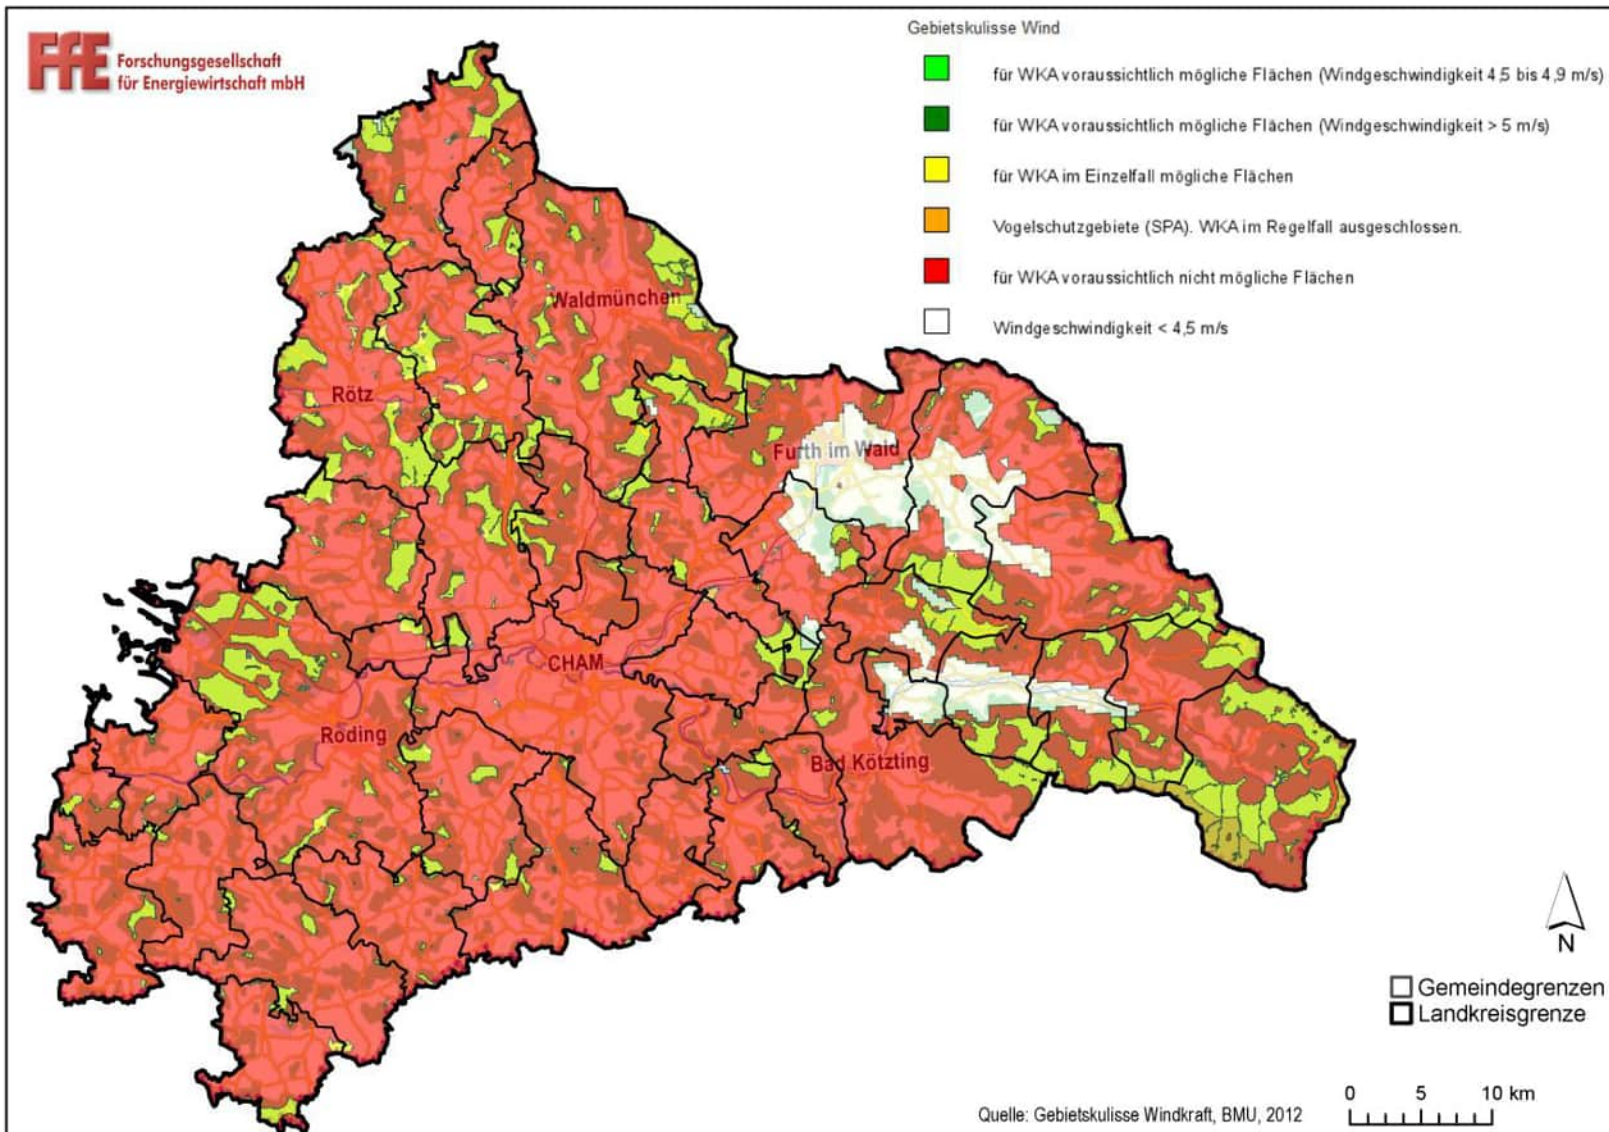 FfE Forschungsgesellschaft
für Energiewirtschaft mbH
Gebietskulisse Wind
für WKA voraussichtlich mögliche Flächen (Windgeschwindigkeit 4,5 bis 4,9 m/s)
für WKA voraussichtlich mögliche Flächen (Windgeschwindigkeit > 5 m/s)
für WKA im Einzelfall mögliche Flächen
Vogelschutzgebiete (SPA). WKA im Regelfall ausgeschlossen.
für WKA voraussichtlich nicht mögliche Flächen
Windgeschwindigkeit < 4,5 m/s
Waldmünchen
Rötz
Furth im Wald
CHAM
Roding
Bad Kötzting
N
Gemeindegrenzen
Landkreisgrenze
0 5 10 km
Quelle: Gebietskulisse Windkraft, BMU, 2012